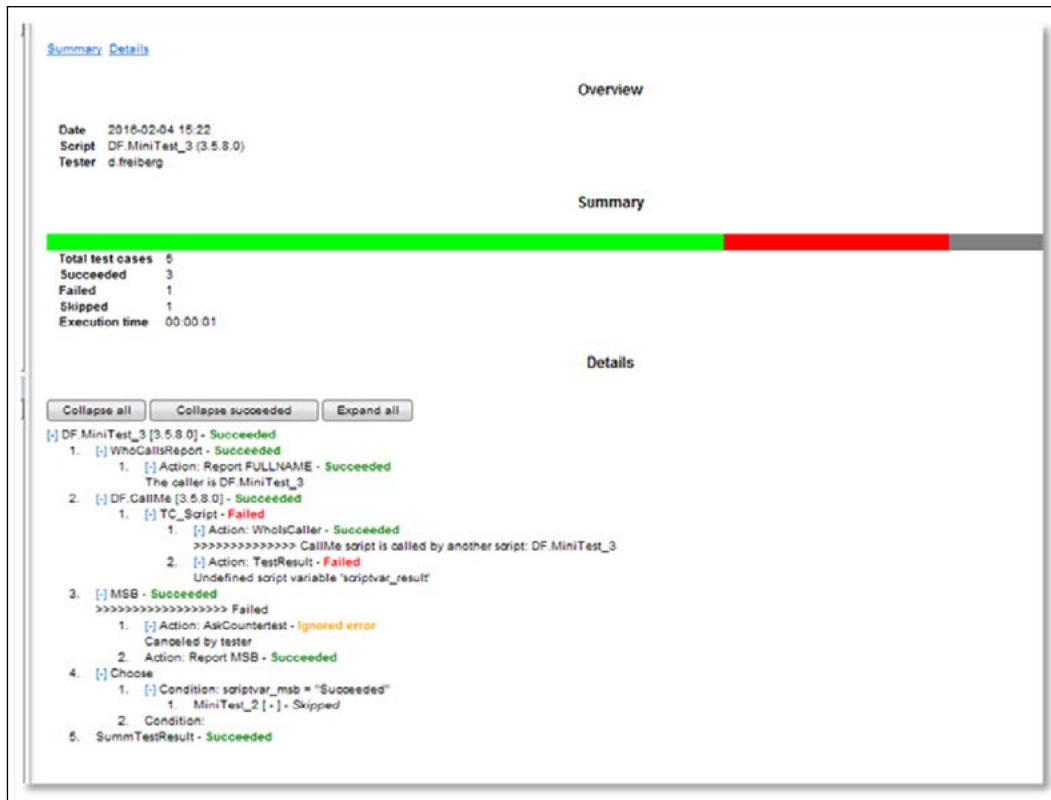 Summary Details
Overview
Date 2016-02-04 15:22
Script DF.MiniTest_3 (3.5.8.0)
Tester d.freiberg
Summary
Total test cases 5
Succeeded 3
Failed 1
Skipped 1
Execution time 00:00:01
Details
Collapse all Collapse succeeded Expand all
[-] DF.MiniTest_3 [3.5.8.0] - Succeeded
1. [-] WhoCallsReport - Succeeded
1. [-] Action: Report FULLNAME - Succeeded
The caller is DF.MiniTest_3
2. [-] DF.CallMe [3.5.8.0] - Succeeded
1. [-] TC_Script - Failed
1. [-] Action: WhoIsCaller - Succeeded
>>>>>>>>>>>>>> CallMe script is called by another script: DF.MiniTest_3
2. [-] Action: TestResult - Failed
Undefined script variable 'scriptvar_result'
3. [-] MSB - Succeeded
>>>>>>>>>>>>>>>>>> Failed
1. [-] Action: AskCountertest - Ignored error
Canceled by tester
2. Action: Report MSB - Succeeded
4. [-] Choose
1. [-] Condition: scriptvar_msb = "Succeeded"
1. MiniTest_2 [ - ] - Skipped
2. Condition:
5. SummTestResult - Succeeded